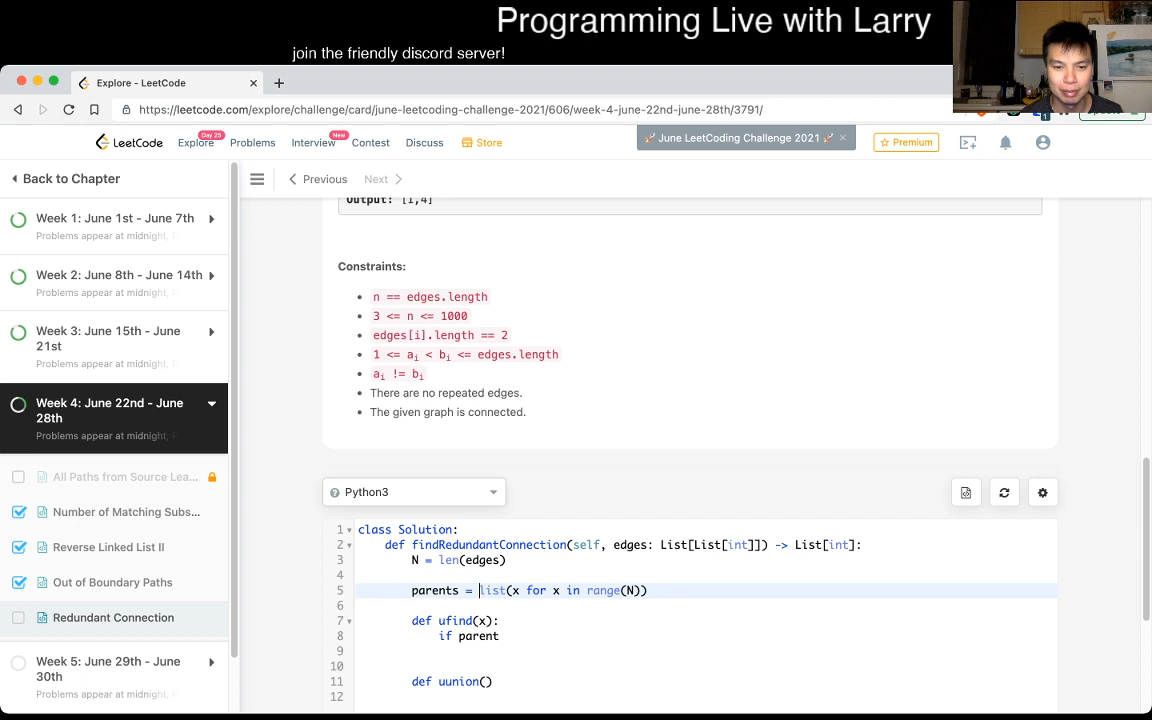 Programming Live with Larry
join the friendly discord server!
Explore - LeetCode
https://leetcode.com/explore/challenge/card/june-leetcoding-challenge-2021/606/week-4-june-22nd-june-28th/3791/
1
LeetCode
Explore
Day 25
Problems
Interview
New
Contest
Discuss
Store
🚀 June LeetCoding Challenge 2021 🚀
Premium
Back to Chapter
Previous
Next
Week 1: June 1st - June 7th
Problems appear at midnight,
Week 2: June 8th - June 14th
Problems appear at midnight,
Week 3: June 15th - June
21st
Problems appear at midnight,
Week 4: June 22nd - June
28th
Problems appear at midnight,
All Paths from Source Lea...
Number of Matching Subs...
Reverse Linked List II
Out of Boundary Paths
Redundant Connection
Week 5: June 29th - June
30th
Problems appear at midnight,
Output: [1,4]
Constraints:
n == edges.length
3 <= n <= 1000
edges[i].length == 2
1 <= ai < bi <= edges.length
ai != bi
There are no repeated edges.
The given graph is connected.
Python3
1 class Solution:
2 def findRedundantConnection(self, edges: List[List[int]]) -> List[int]:
3 N = len(edges)
4
5 parents = list(x for x in range(N))
6
7 def ufind(x):
8 if parent
9
10
11 def uunion()
12